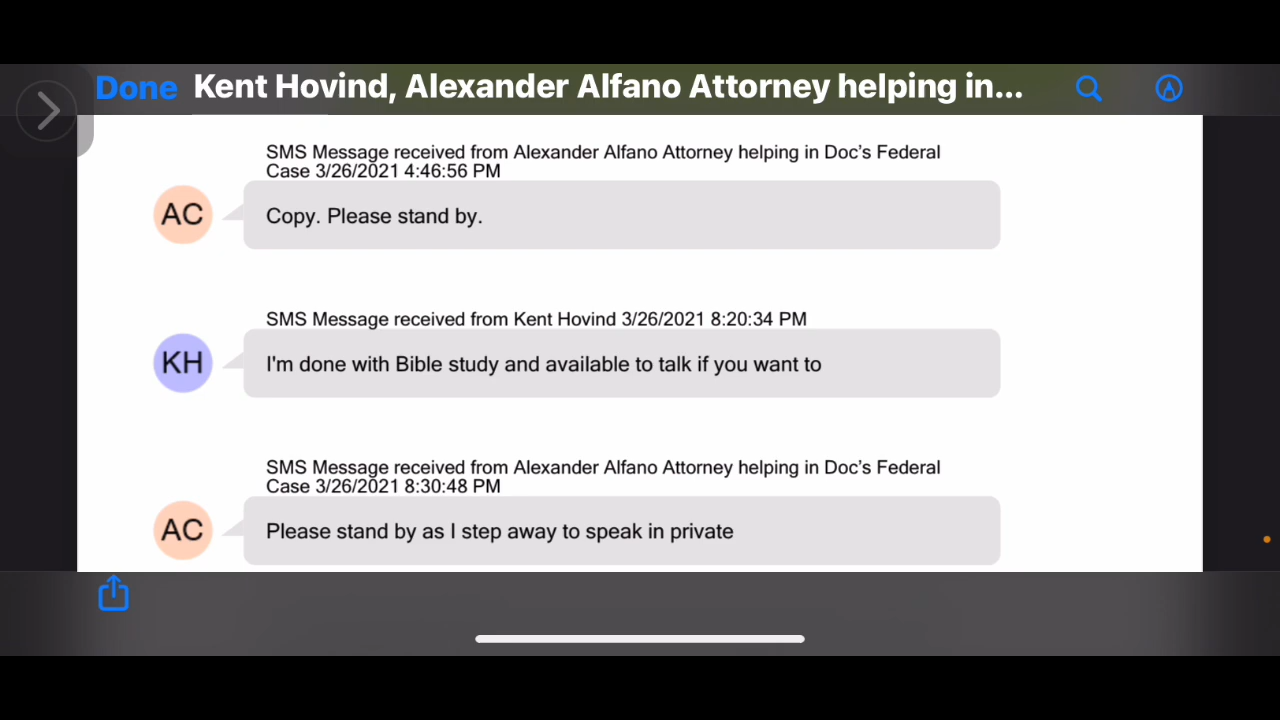 Done Kent Hovind, Alexander Alfano Attorney helping in...
SMS Message received from Alexander Alfano Attorney helping in Doc’s Federal
Case 3/26/2021 4:46:56 PM
AC
Copy. Please stand by.
SMS Message received from Kent Hovind 3/26/2021 8:20:34 PM
KH
I'm done with Bible study and available to talk if you want to
SMS Message received from Alexander Alfano Attorney helping in Doc’s Federal
Case 3/26/2021 8:30:48 PM
AC
Please stand by as I step away to speak in private